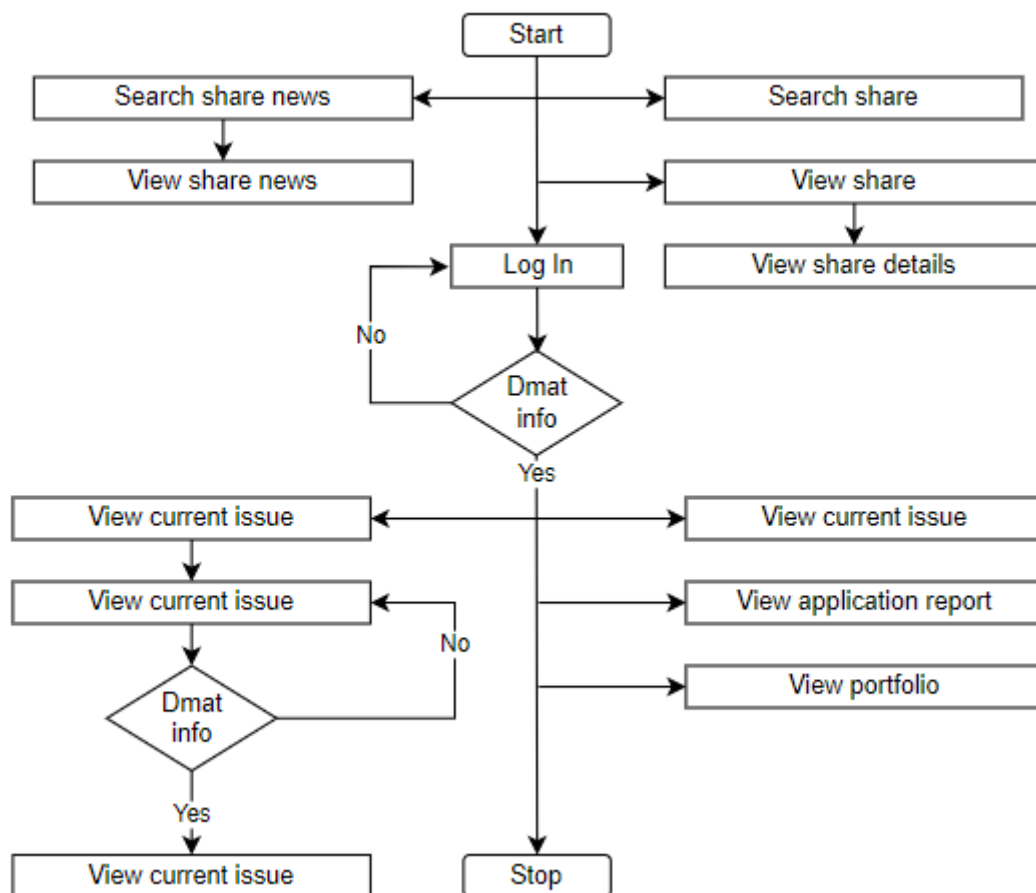 Start
Search share news
Search share
View share news
View share
Log In
View share details
No
Dmat
info
Yes
View current issue
View current issue
View current issue
View application report
No
View portfolio
Dmat
info
Yes
View current issue
Stop